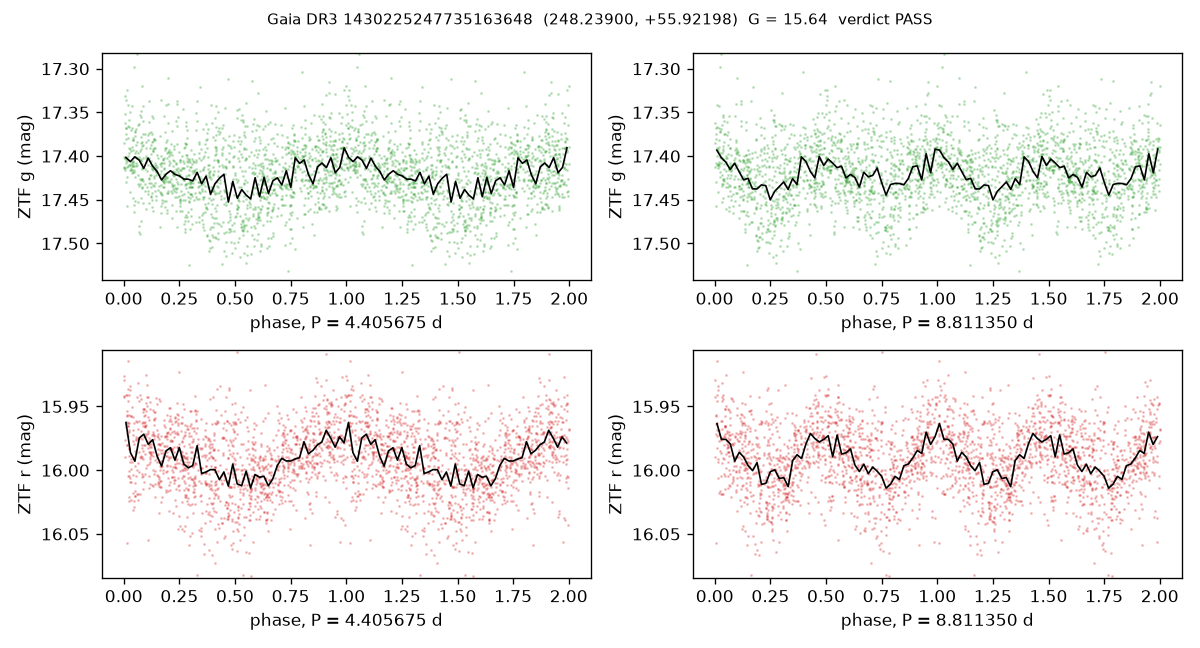 Gaia DR3 1430225247735163648 (248.23900, +55.92198) G = 15.64 verdict PASS
ZTF g (mag)
17.30
17.35
17.40
17.45
17.50
0.00 0.25 0.50 0.75 1.00 1.25 1.50 1.75 2.00
phase, P = 4.405675 d
ZTF g (mag)
17.30
17.35
17.40
17.45
17.50
0.00 0.25 0.50 0.75 1.00 1.25 1.50 1.75 2.00
phase, P = 8.811350 d
ZTF r (mag)
15.95
16.00
16.05
0.00 0.25 0.50 0.75 1.00 1.25 1.50 1.75 2.00
phase, P = 4.405675 d
ZTF r (mag)
15.95
16.00
16.05
0.00 0.25 0.50 0.75 1.00 1.25 1.50 1.75 2.00
phase, P = 8.811350 d